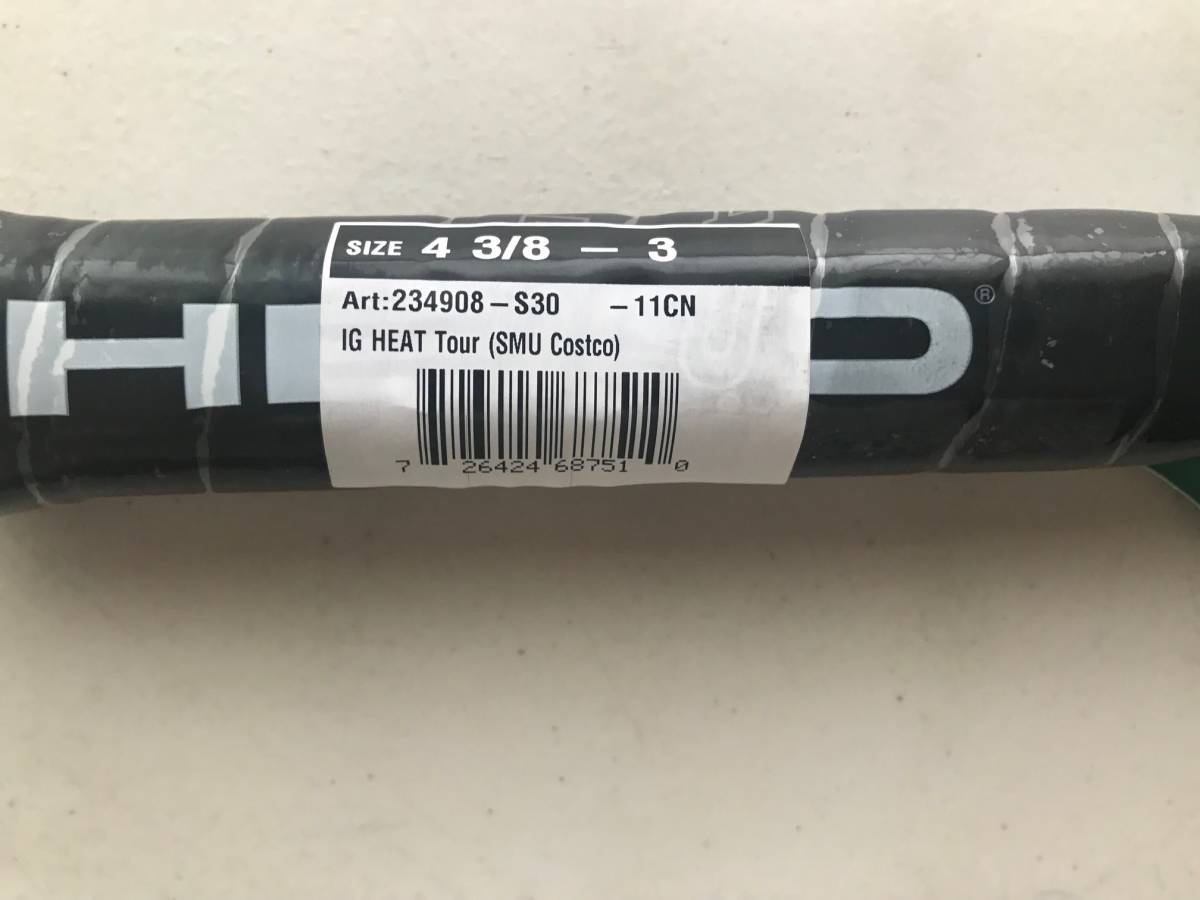 SIZE 4 3/8 – 3
Art:234908-S30 -11CN
IG HEAT Tour (SMU Costco)
7 26424 68751 0
®